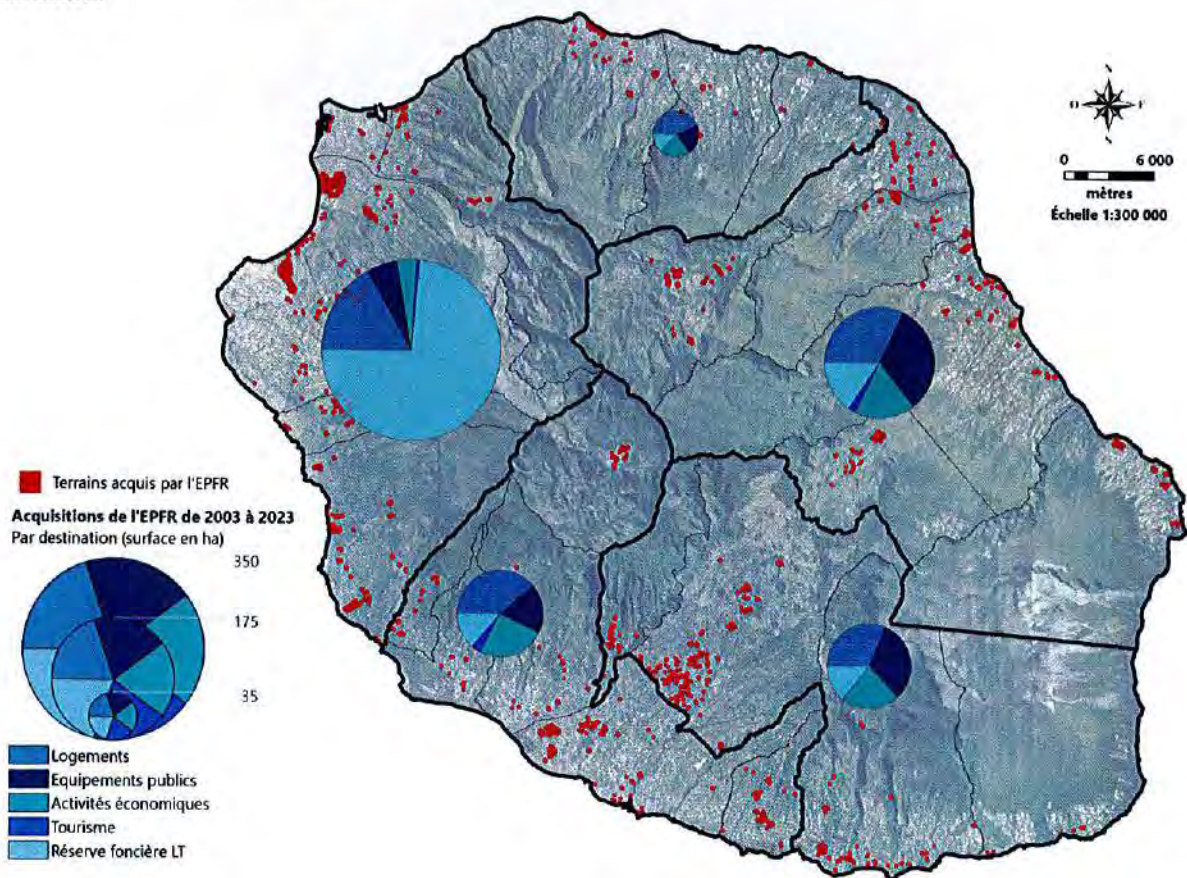 N
O
E
S
0
6 000
mètres
Échelle 1:300 000
Terrains acquis par l'EPFR
Acquisitions de l'EPFR de 2003 à 2023
Par destination (surface en ha)
350
175
35
Logements
Equipements publics
Activités économiques
Tourisme
Réserve foncière LT